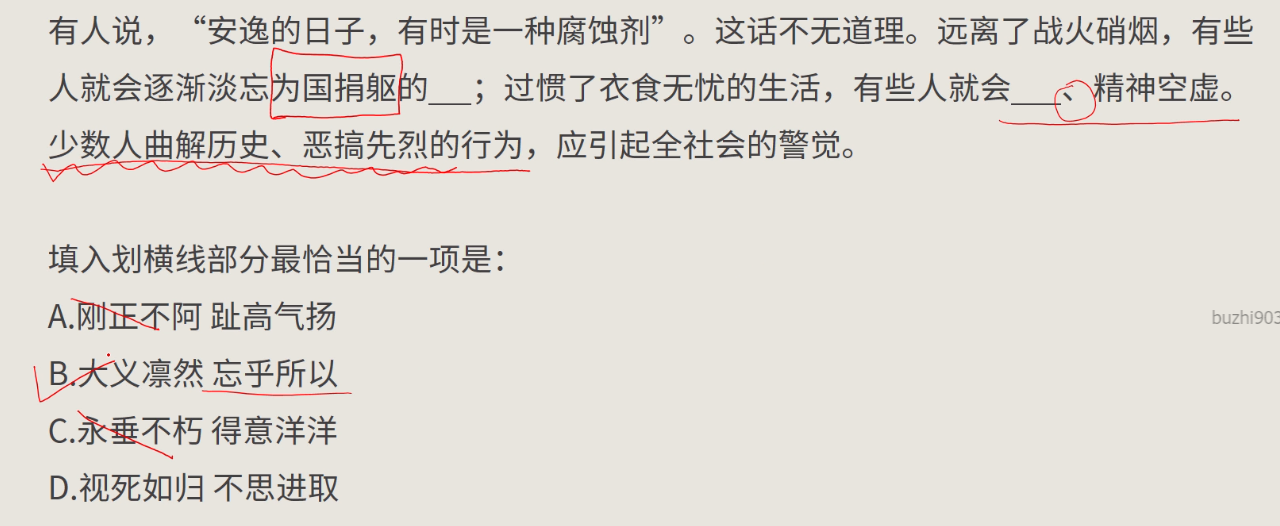 有人说，“安逸的日子，有时是一种腐蚀剂”。这话不无道理。远离了战火硝烟，有些
人就会逐渐淡忘为国捐躯的___；过惯了衣食无忧的生活，有些人就会___、精神空虚。
少数人曲解历史、恶搞先烈的行为，应引起全社会的警觉。
填入划横线部分最恰当的一项是：
A.刚正不阿 趾高气扬
buzhi903
B.大义凛然 忘乎所以
C.永垂不朽 得意洋洋
D.视死如归 不思进取